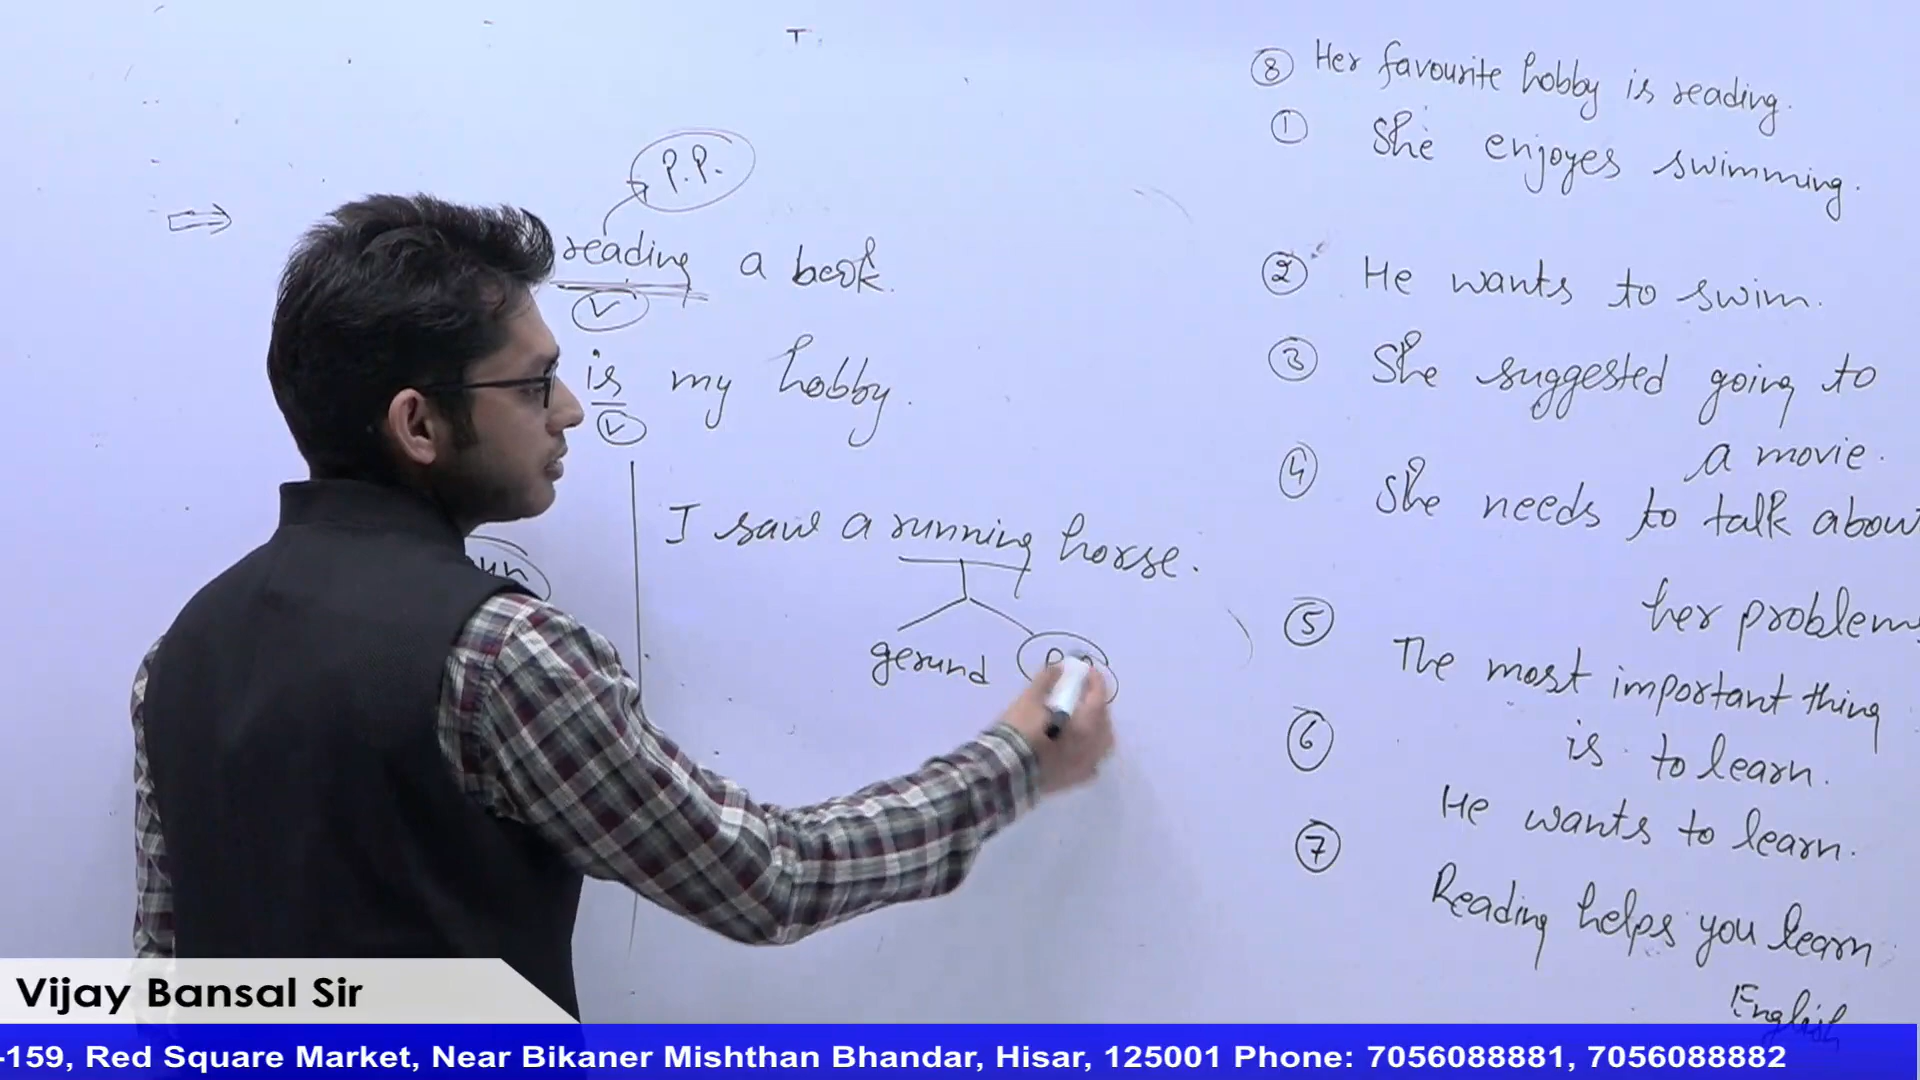 P.P.
reading a book.
V
is my hobby.
V
I saw a running horse.
gerund
8 Her favourite hobby is reading.
1 She enjoyes swimming.
2 He wants to swim.
3 She suggested going to
a movie.
4 She needs to talk about
her problems
5 The most important thing
is to learn.
6 He wants to learn.
7 Reading helps you learn
English
Vijay Bansal Sir
-159, Red Square Market, Near Bikaner Mishthan Bhandar, Hisar, 125001 Phone: 7056088881, 7056088882